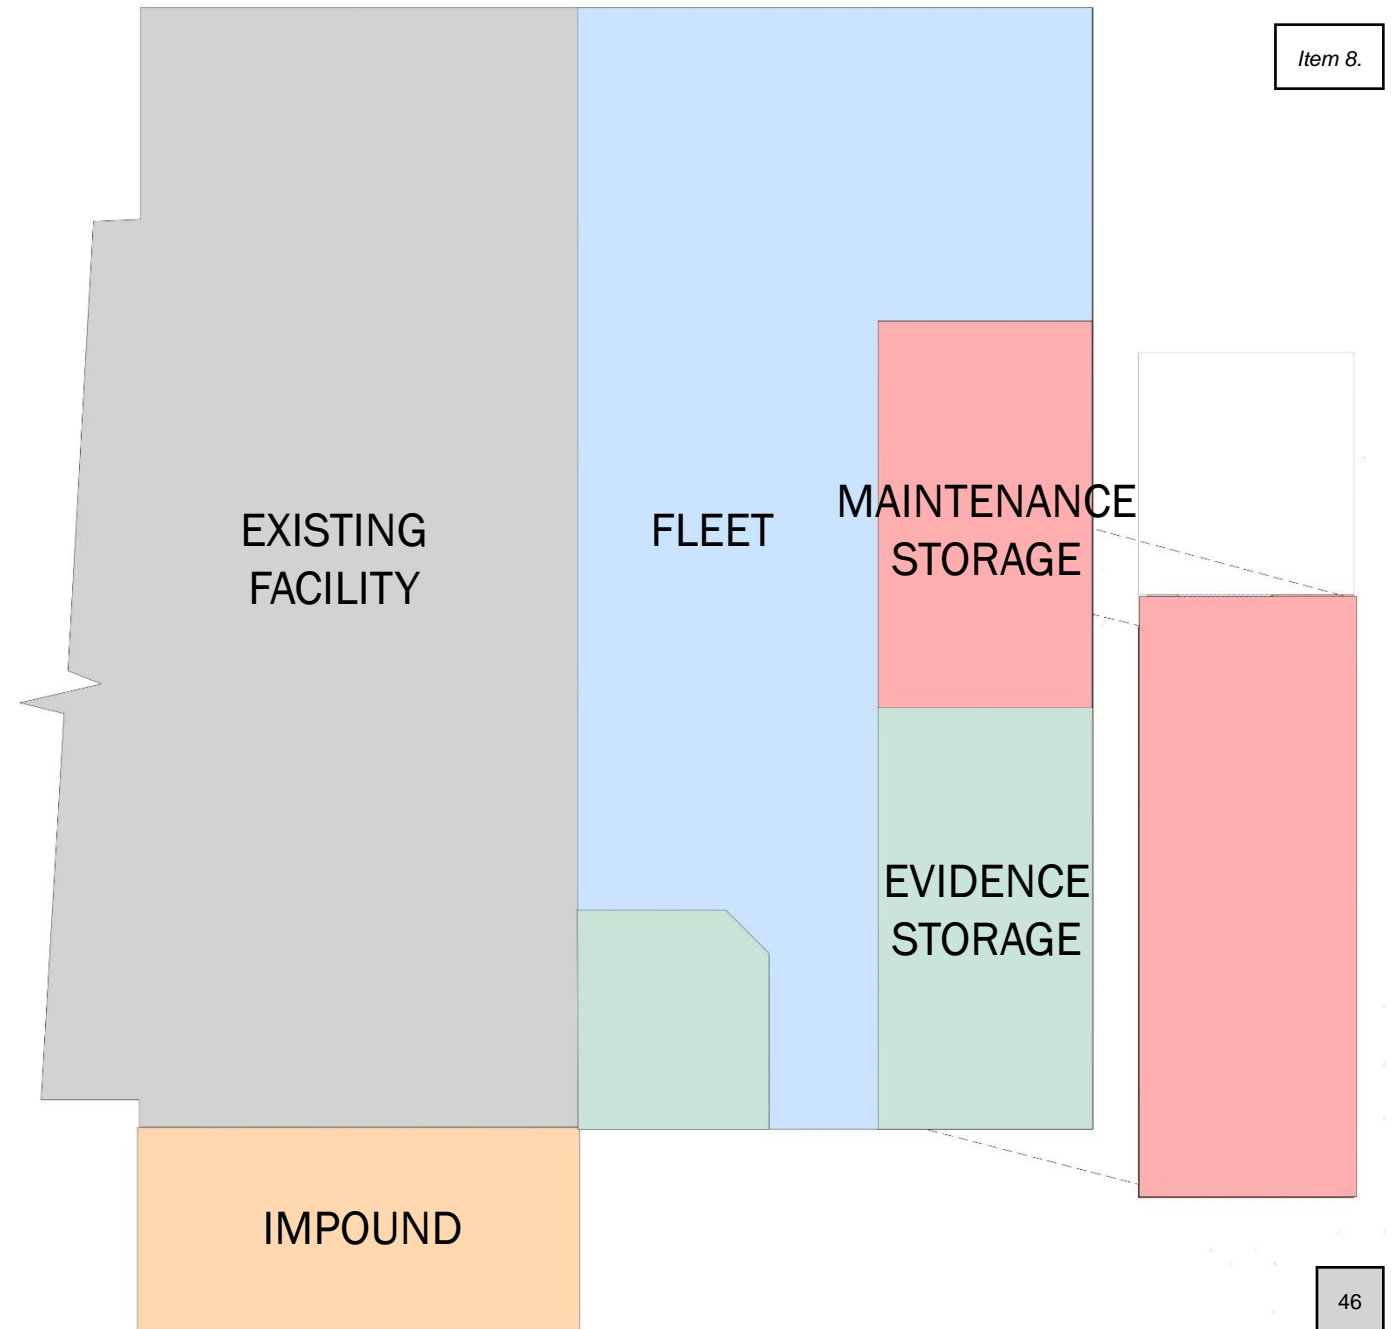 Item 8.
EXISTING
FACILITY
FLEET
MAINTENANCE
STORAGE
EVIDENCE
STORAGE
IMPOUND
46